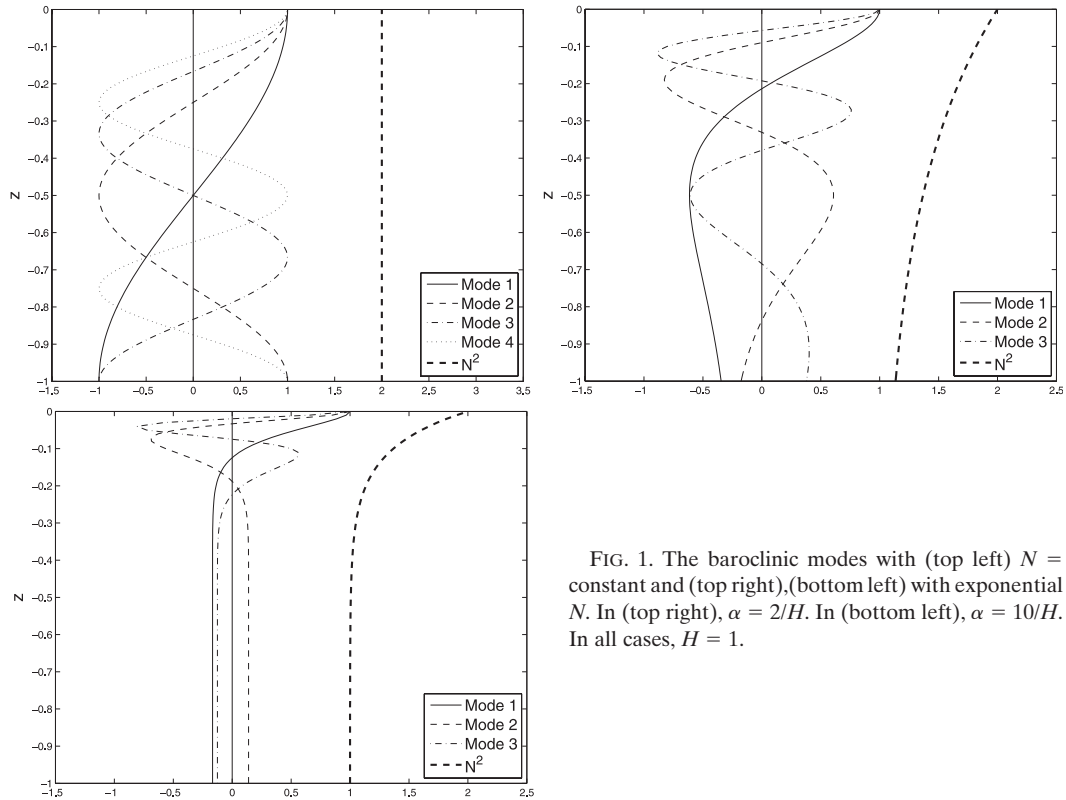 0
−0.1
−0.2
−0.3
−0.4
−0.5
−0.6
−0.7
−0.8
−0.9
−1
z
−1.5 −1 −0.5 0 0.5 1 1.5 2 2.5 3 3.5
Mode 1
Mode 2
Mode 3
Mode 4
N²
0
−0.1
−0.2
−0.3
−0.4
−0.5
−0.6
−0.7
−0.8
−0.9
−1
z
−1.5 −1 −0.5 0 0.5 1 1.5 2 2.5
Mode 1
Mode 2
Mode 3
N²
0
−0.1
−0.2
−0.3
−0.4
−0.5
−0.6
−0.7
−0.8
−0.9
−1
z
−1.5 −1 −0.5 0 0.5 1 1.5 2 2.5
Mode 1
Mode 2
Mode 3
N²
FIG. 1. The baroclinic modes with (top left) N =
constant and (top right),(bottom left) with exponential
N. In (top right), α = 2/H. In (bottom left), α = 10/H.
In all cases, H = 1.